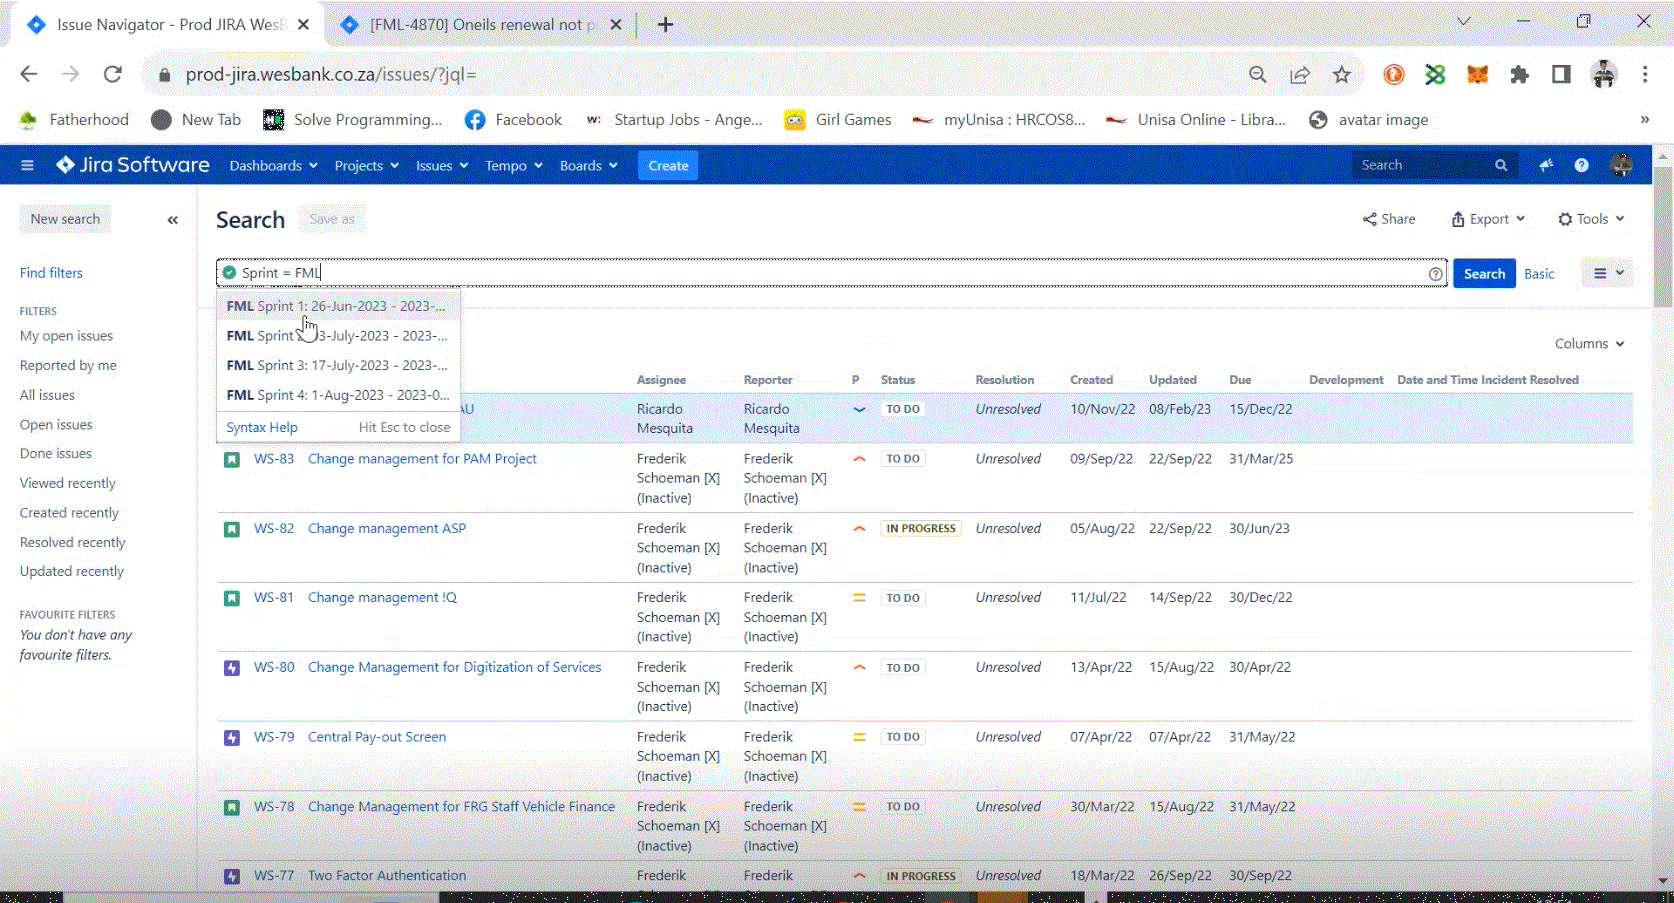 Issue Navigator - Prod JIRA WesB
[FML-4870] Oneils renewal not p
prod-jira.wesbank.co.za/issues/?jql=
Fatherhood
New Tab
Solve Programming...
Facebook
w:
Startup Jobs - Ange...
Girl Games
myUnisa : HRCOS8...
Unisa Online - Libra...
avatar image
»
Jira Software
Dashboards
Projects
Issues
Tempo
Boards
Create
Search
New search
«
Search
Save as
Share
Export
Tools
Find filters
Sprint = FML
Search
Basic
FILTERS
My open issues
Reported by me
All issues
Open issues
Done issues
Viewed recently
Created recently
Resolved recently
Updated recently
FAVOURITE FILTERS
You don't have any
favourite filters.
FML Sprint 1: 26-Jun-2023 - 2023-...
FML Sprint 3-July-2023 - 2023-...
FML Sprint 3: 17-July-2023 - 2023-...
FML Sprint 4: 1-Aug-2023 - 2023-0...
Syntax Help Hit Esc to close
Columns
Assignee Reporter P Status Resolution Created Updated Due Development Date and Time Incident Resolved
AU Ricardo Ricardo TO DO Unresolved 10/Nov/22 08/Feb/23 15/Dec/22
Mesquita Mesquita
WS-83 Change management for PAM Project Frederik Frederik TO DO Unresolved 09/Sep/22 22/Sep/22 31/Mar/25
Schoeman [X] Schoeman [X]
(Inactive) (Inactive)
WS-82 Change management ASP Frederik Frederik IN PROGRESS Unresolved 05/Aug/22 22/Sep/22 30/Jun/23
Schoeman [X] Schoeman [X]
(Inactive) (Inactive)
WS-81 Change management !Q Frederik Frederik TO DO Unresolved 11/Jul/22 14/Sep/22 30/Dec/22
Schoeman [X] Schoeman [X]
(Inactive) (Inactive)
WS-80 Change Management for Digitization of Services Frederik Frederik TO DO Unresolved 13/Apr/22 15/Aug/22 30/Apr/22
Schoeman [X] Schoeman [X]
(Inactive) (Inactive)
WS-79 Central Pay-out Screen Frederik Frederik TO DO Unresolved 07/Apr/22 07/Apr/22 31/May/22
Schoeman [X] Schoeman [X]
(Inactive) (Inactive)
WS-78 Change Management for FRG Staff Vehicle Finance Frederik Frederik TO DO Unresolved 30/Mar/22 15/Aug/22 31/May/22
Schoeman [X] Schoeman [X]
(Inactive) (Inactive)
WS-77 Two Factor Authentication Frederik Frederik IN PROGRESS Unresolved 18/Mar/22 26/Sep/22 30/Sep/22